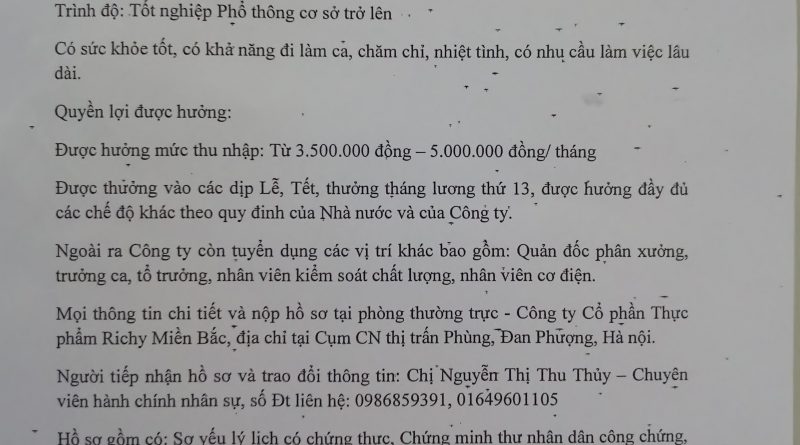 Trình độ: Tốt nghiệp Phổ thông cơ sở trở lên
Có sức khỏe tốt, có khả năng đi làm ca, chăm chỉ, nhiệt tình, có nhu cầu làm việc lâu
dài.
Quyền lợi được hưởng:
Được hưởng mức thu nhập: Từ 3.500.000 đồng – 5.000.000 đồng/ tháng
Được thưởng vào các dịp Lễ, Tết, thưởng tháng lương thứ 13, được hưởng đầy đủ
các chế độ khác theo quy đinh của Nhà nước và của Công ty.
Ngoài ra Công ty còn tuyển dụng các vị trí khác bao gồm: Quản đốc phân xưởng,
trưởng ca, tổ trưởng, nhân viên kiểm soát chất lượng, nhân viên cơ điện.
Mọi thông tin chi tiết và nộp hồ sơ tại phòng thường trực - Công ty Cổ phần Thực
phẩm Richy Miền Bắc, địa chỉ tại Cụm CN thị trấn Phùng, Đan Phượng, Hà nội.
Người tiếp nhận hồ sơ và trao đổi thông tin: Chị Nguyễn Thị Thu Thủy – Chuyên
viên hành chính nhân sự, số Đt liên hệ: 0986859391, 01649601105
Hồ sơ gồm có: Sơ yếu lý lịch có chứng thực, Chứng minh thư nhân dân công chứng,